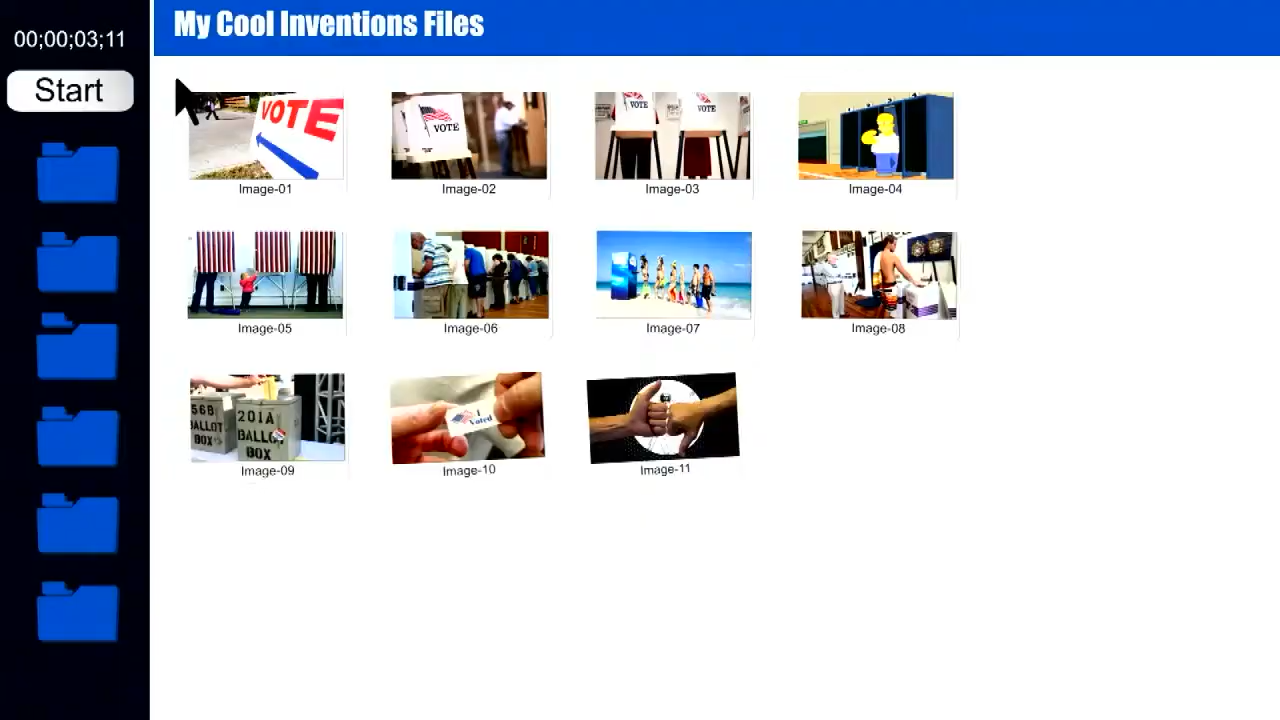 My Cool Inventions Files
00;00;03;11
Start
VOTE
Image-01
VOTE
Image-02
VOTE
VOTE
Image-03
Image-04
Image-05
Image-06
Image-07
Image-08
56B
BALLOT
BOX
201A
BALLOT
BOX
Image-09
I
Voted
Image-10
Image-11